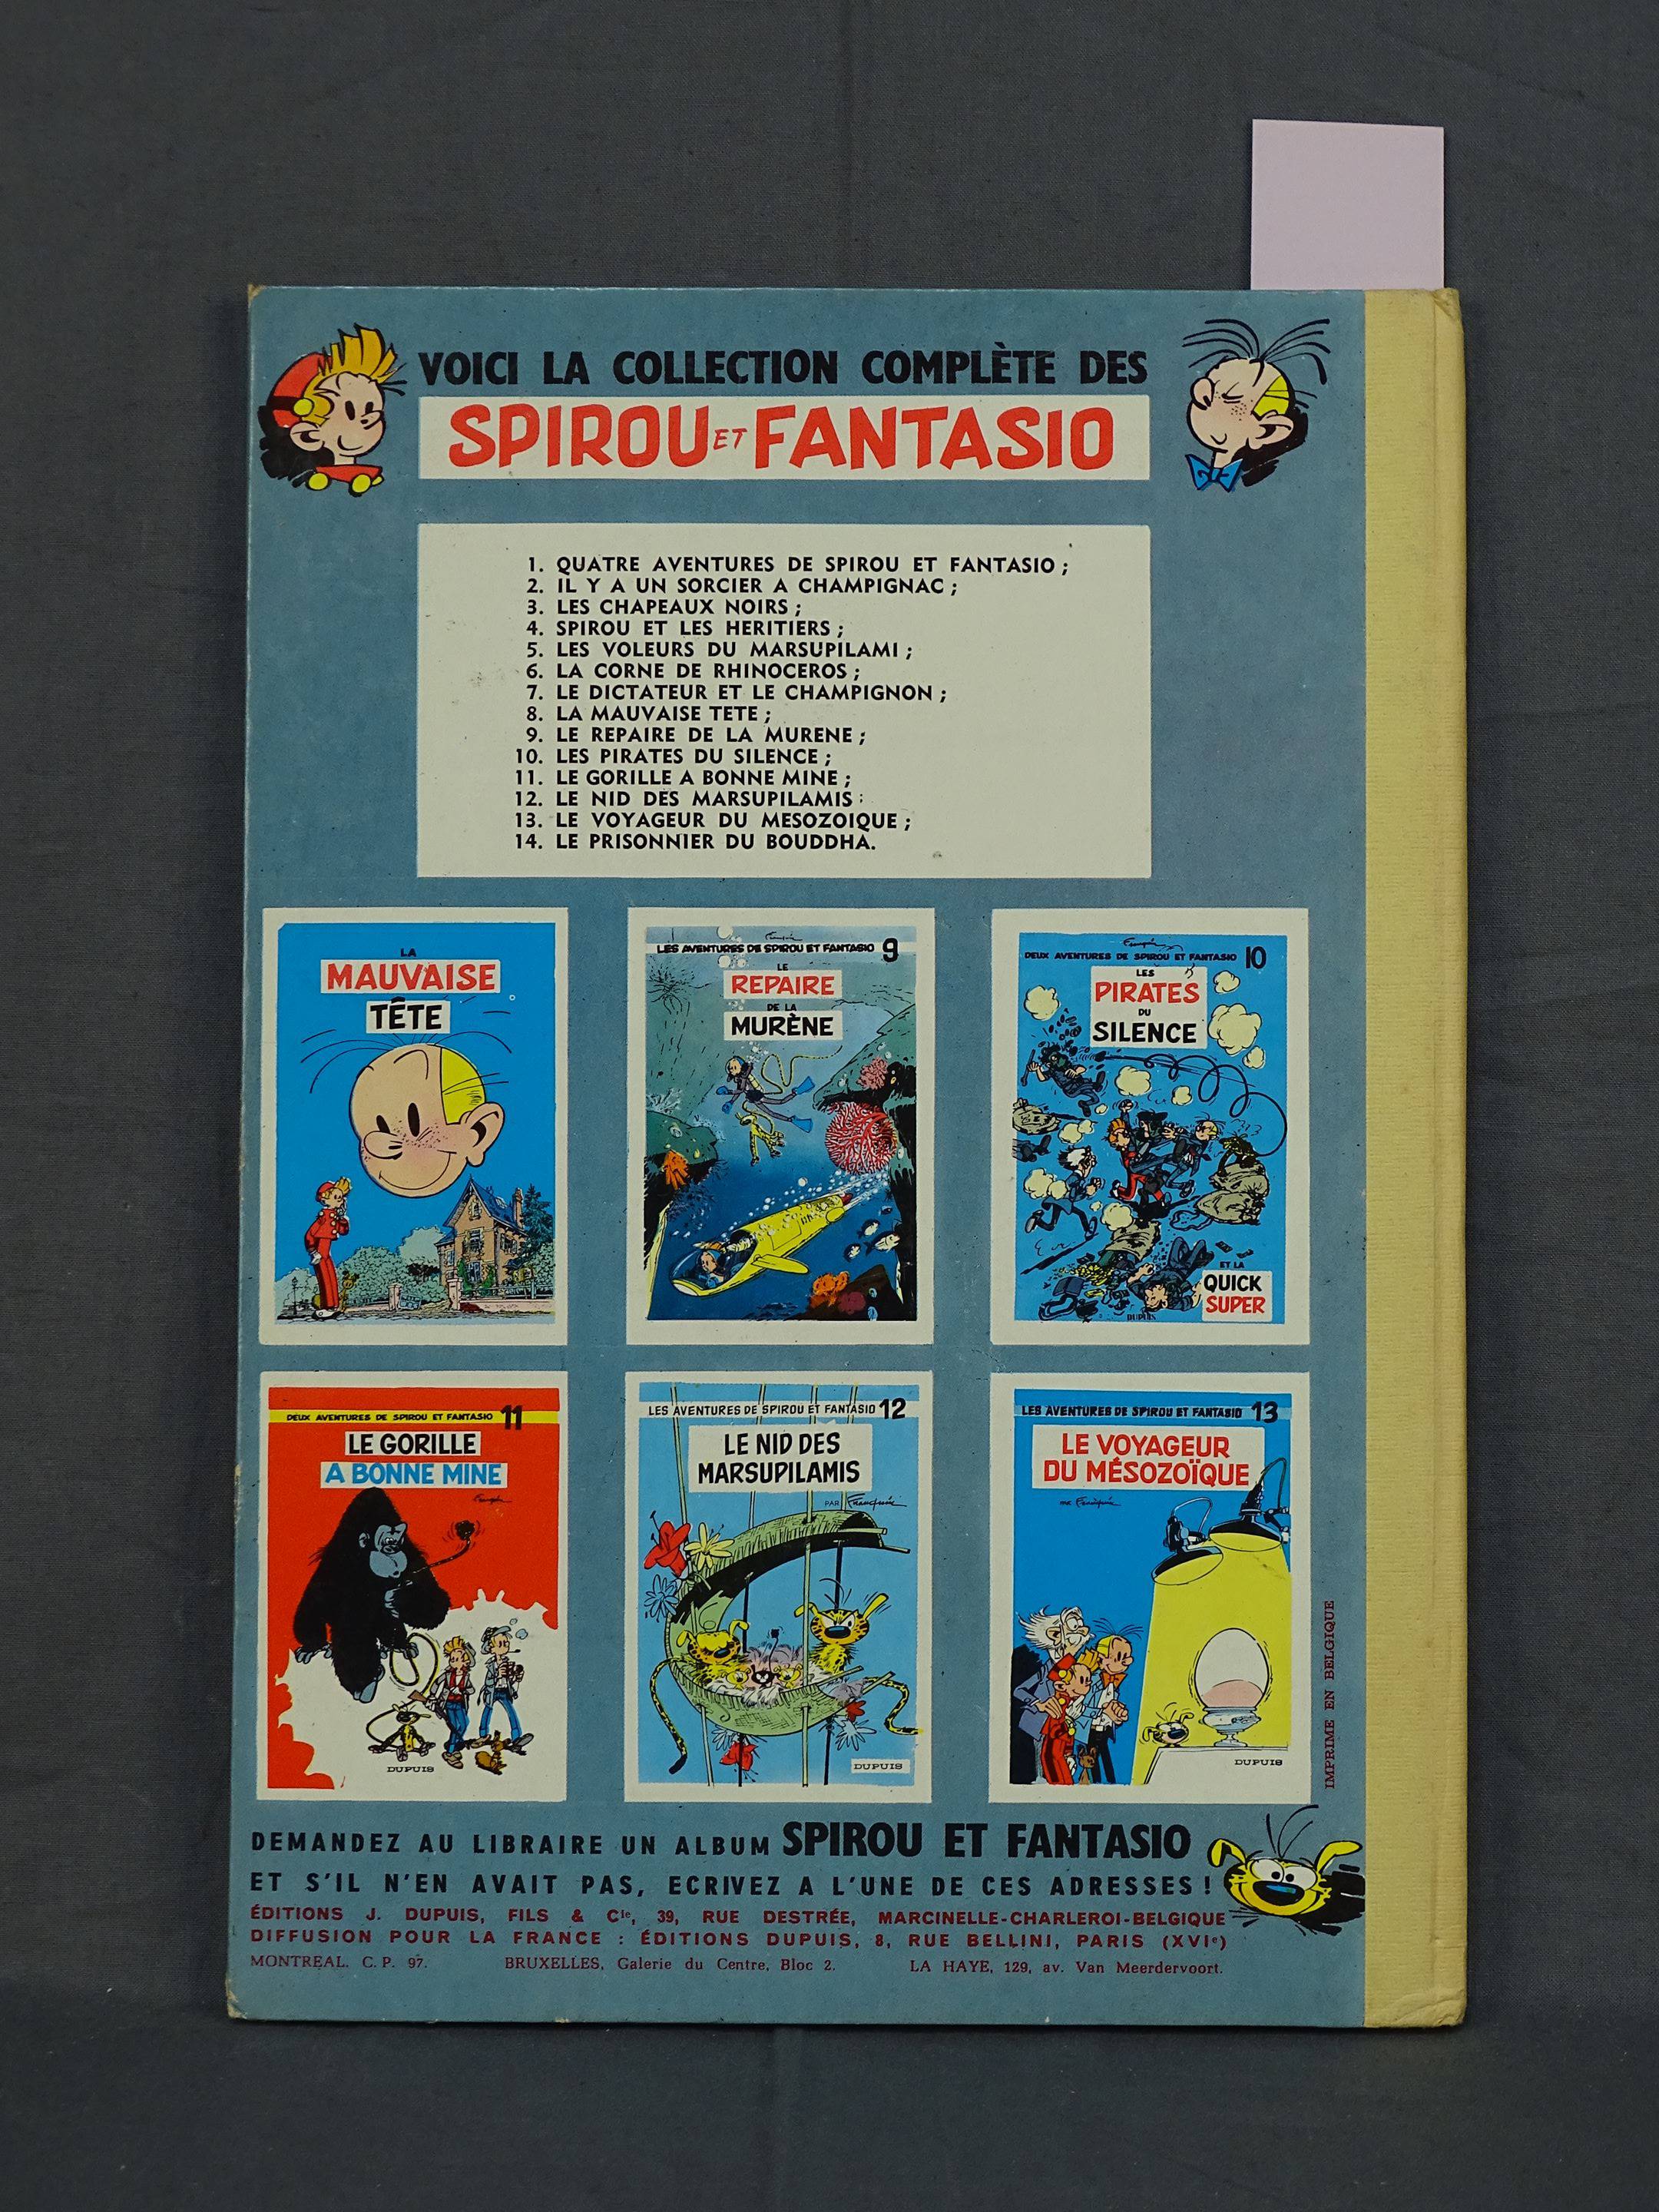 VOICI LA COLLECTION COMPLÈTE DES
SPIROU ET FANTASIO
1. QUATRE AVENTURES DE SPIROU ET FANTASIO ;
2. IL Y A UN SORCIER A CHAMPIGNAC ;
3. LES CHAPEAUX NOIRS ;
4. SPIROU ET LES HERITIERS ;
5. LES VOLEURS DU MARSUPILAMI ;
6. LA CORNE DE RHINOCEROS ;
7. LE DICTATEUR ET LE CHAMPIGNON ;
8. LA MAUVAISE TETE ;
9. LE REPAIRE DE LA MURENE ;
10. LES PIRATES DU SILENCE ;
11. LE GORILLE A BONNE MINE ;
12. LE NID DES MARSUPILAMIS :
13. LE VOYAGEUR DU MESOZOIQUE ;
14. LE PRISONNIER DU BOUDDHA.
LA
MAUVAISE
TÊTE
Franquin
LES AVENTURES DE SPIROU ET FANTASIO 9
LE
REPAIRE
DE LA
MURÈNE
Franquin
DEUX AVENTURES DE SPIROU ET FANTASIO 10
LES
PIRATES
DU
SILENCE
ET LA
QUICK
SUPER
DUPUIS
DEUX AVENTURES DE SPIROU ET FANTASIO 11
LE GORILLE
A BONNE MINE
Franquin
DUPUIS
LES AVENTURES DE SPIROU ET FANTASIO 12
LE NID DES
MARSUPILAMIS
PAR Franquin
DUPUIS
LES AVENTURES DE SPIROU ET FANTASIO 13
LE VOYAGEUR
DU MÉSOZOÏQUE
Franquin
DUPUIS
IMPRIME EN BELGIQUE
DEMANDEZ AU LIBRAIRE UN ALBUM SPIROU ET FANTASIO
ET S'IL N'EN AVAIT PAS, ECRIVEZ A L'UNE DE CES ADRESSES !
ÉDITIONS J. DUPUIS, FILS & Cie, 39, RUE DESTRÉE, MARCINELLE-CHARLEROI-BELGIQUE
DIFFUSION POUR LA FRANCE : ÉDITIONS DUPUIS, 8, RUE BELLINI, PARIS (XVIe)
MONTREAL. C. P. 97. BRUXELLES, Galerie du Centre, Bloc 2. LA HAYE, 129, av. Van Meerdervoort.